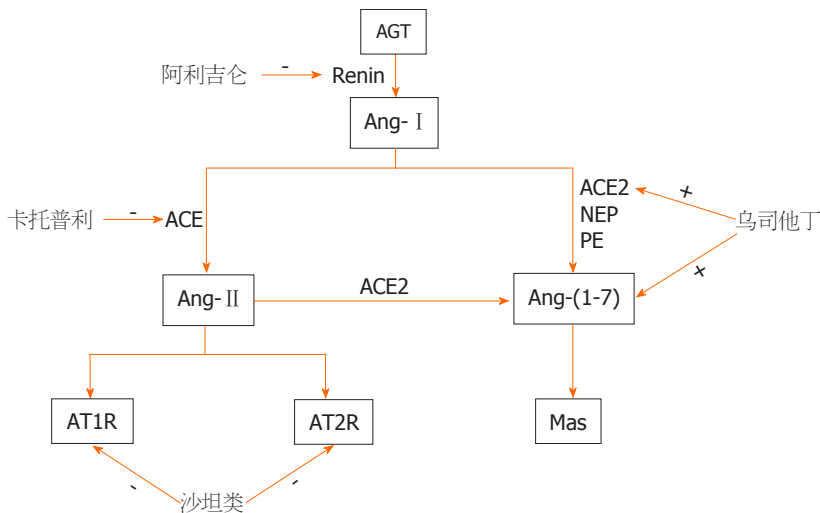 AGT
阿利吉仑
-
Renin
Ang-Ⅰ
卡托普利
-
ACE
ACE2
NEP
PE
+
乌司他丁
+
Ang-Ⅱ
ACE2
Ang-(1-7)
AT1R
AT2R
Mas
-
沙坦类
-